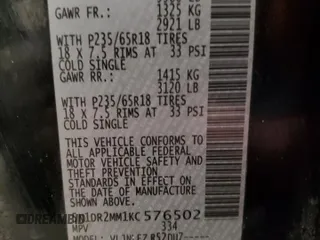 GAWR FR.: 1325 KG
2921 LB
WITH P235/65R18 TIRES
18 X 7.5 RIMS AT 33 PSI
COLD SINGLE
GAWR RR.: 1415 KG
3120 LB
WITH P235/65R18 TIRES
18 X 7.5 RIMS AT 33 PSI
COLD SINGLE
THIS VEHICLE CONFORMS TO
ALL APPLICABLE FEDERAL
MOTOR VEHICLE
SAFETY AND THEFT
PREVENTION STANDARDS
IN EFFECT ON THE DATE
OF MANUFACTURE SHOWN
ABOVE.
DR2MM1KC576502
MPV 334
MODEL: